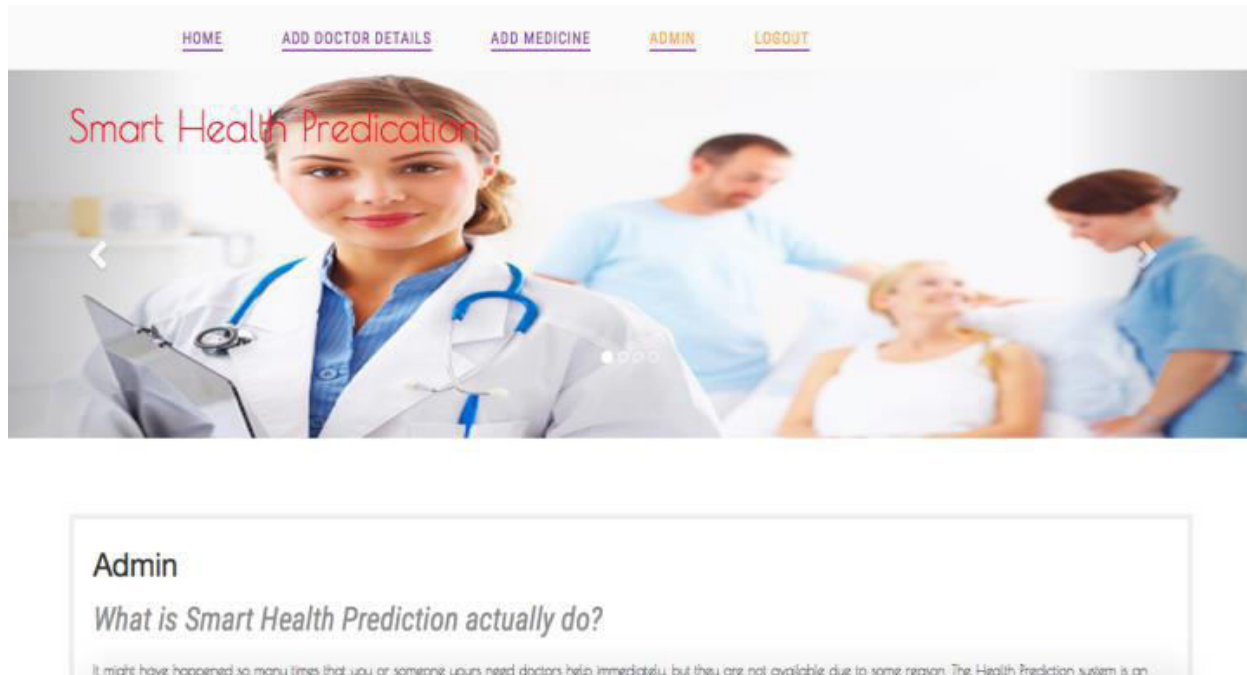 HOME ADD DOCTOR DETAILS ADD MEDICINE ADMIN LOGOUT
Smart Health Predication
Admin
What is Smart Health Prediction actually do?
It might have happened so many times that you or someone yours need doctors help immediately, but they are not available due to some reason. The Health Prediction system is an